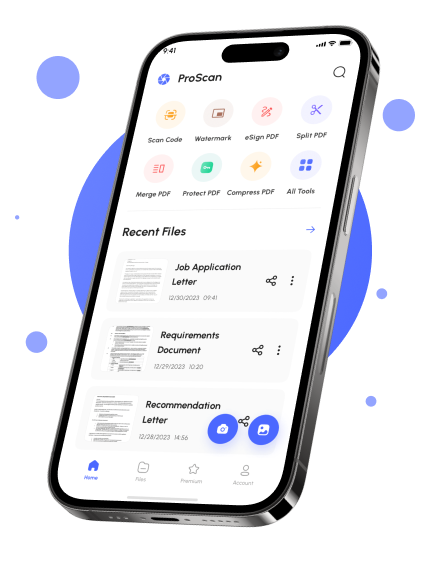 9:41
ProScan
Scan Code
Watermark
eSign PDF
Split PDF
Merge PDF
Protect PDF
Compress PDF
All Tools
Recent Files
Job Application
Letter
12/30/2023 09:41
Requirements
Document
12/29/2023 10:20
Recommendation
Letter
12/28/2023 14:56
Home
Files
Premium
Account